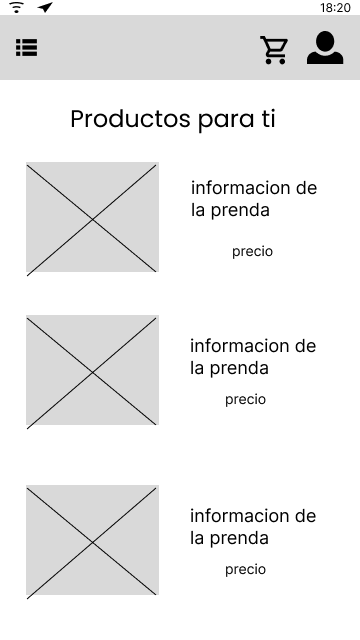 18:20
Productos para ti
informacion de
la prenda
precio
informacion de
la prenda
precio
informacion de
la prenda
precio